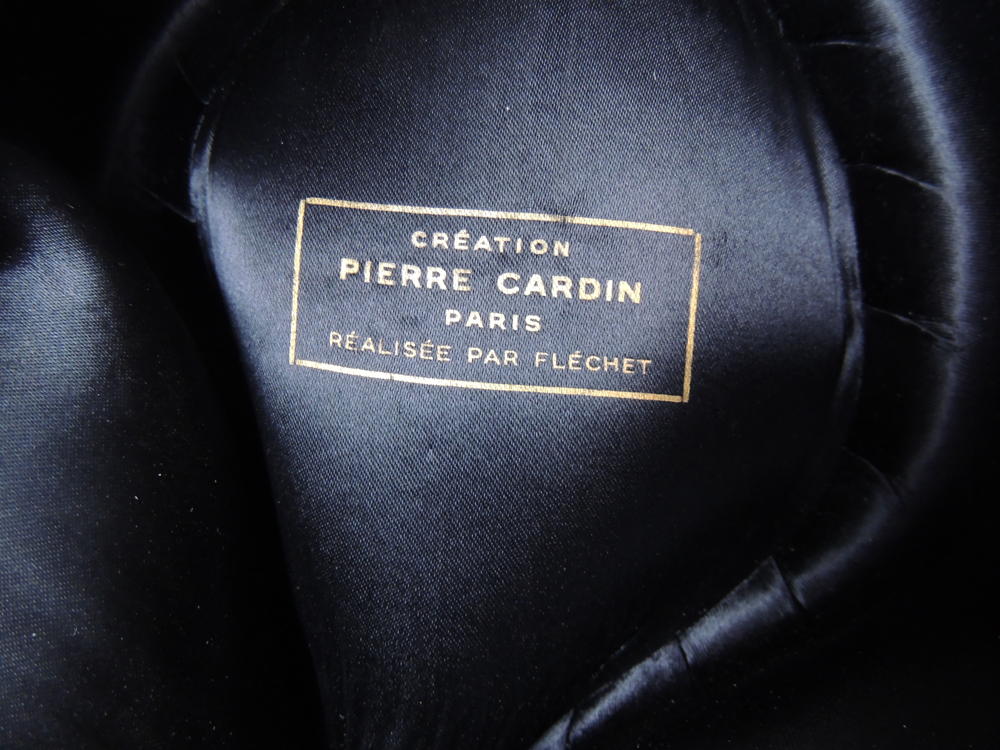 CRÉATION
PIERRE CARDIN
PARIS
RÉALISÉE PAR FLÉCHET